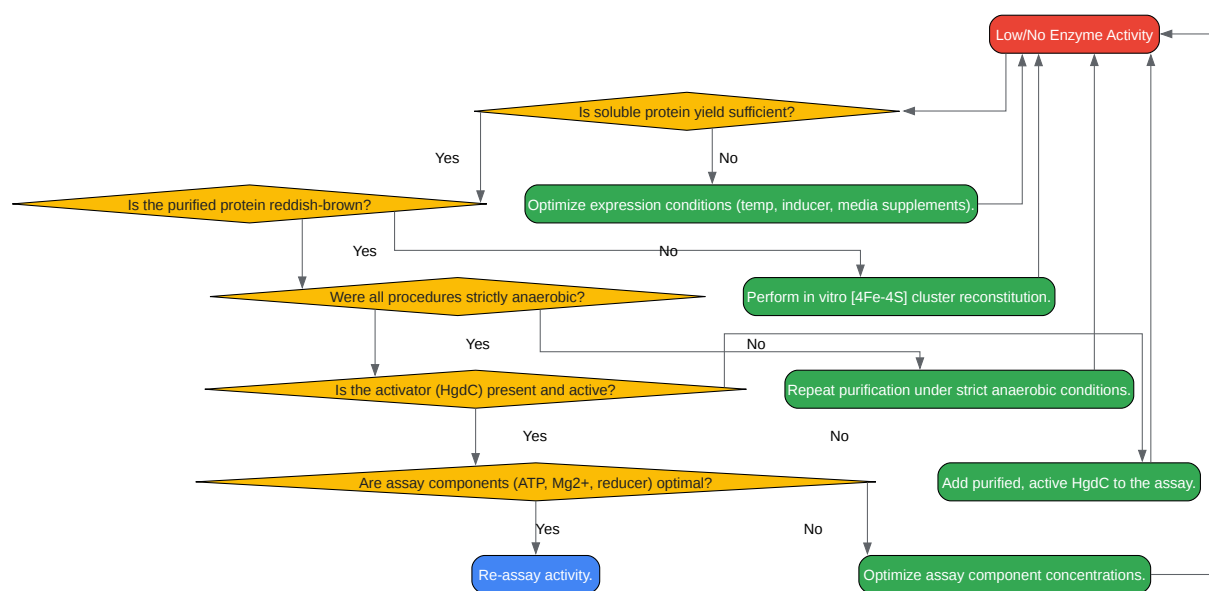 Low/No Enzyme Activity
Is soluble protein yield sufficient?
Yes
No
Is the purified protein reddish-brown?
Optimize expression conditions (temp, inducer, media supplements).
Yes
No
Were all procedures strictly anaerobic?
Perform in vitro [4Fe-4S] cluster reconstitution.
Yes
No
Is the activator (HgdC) present and active?
Repeat purification under strict anaerobic conditions.
Yes
No
Are assay components (ATP, Mg2+, reducer) optimal?
Add purified, active HgdC to the assay.
Yes
No
Re-assay activity.
Optimize assay component concentrations.